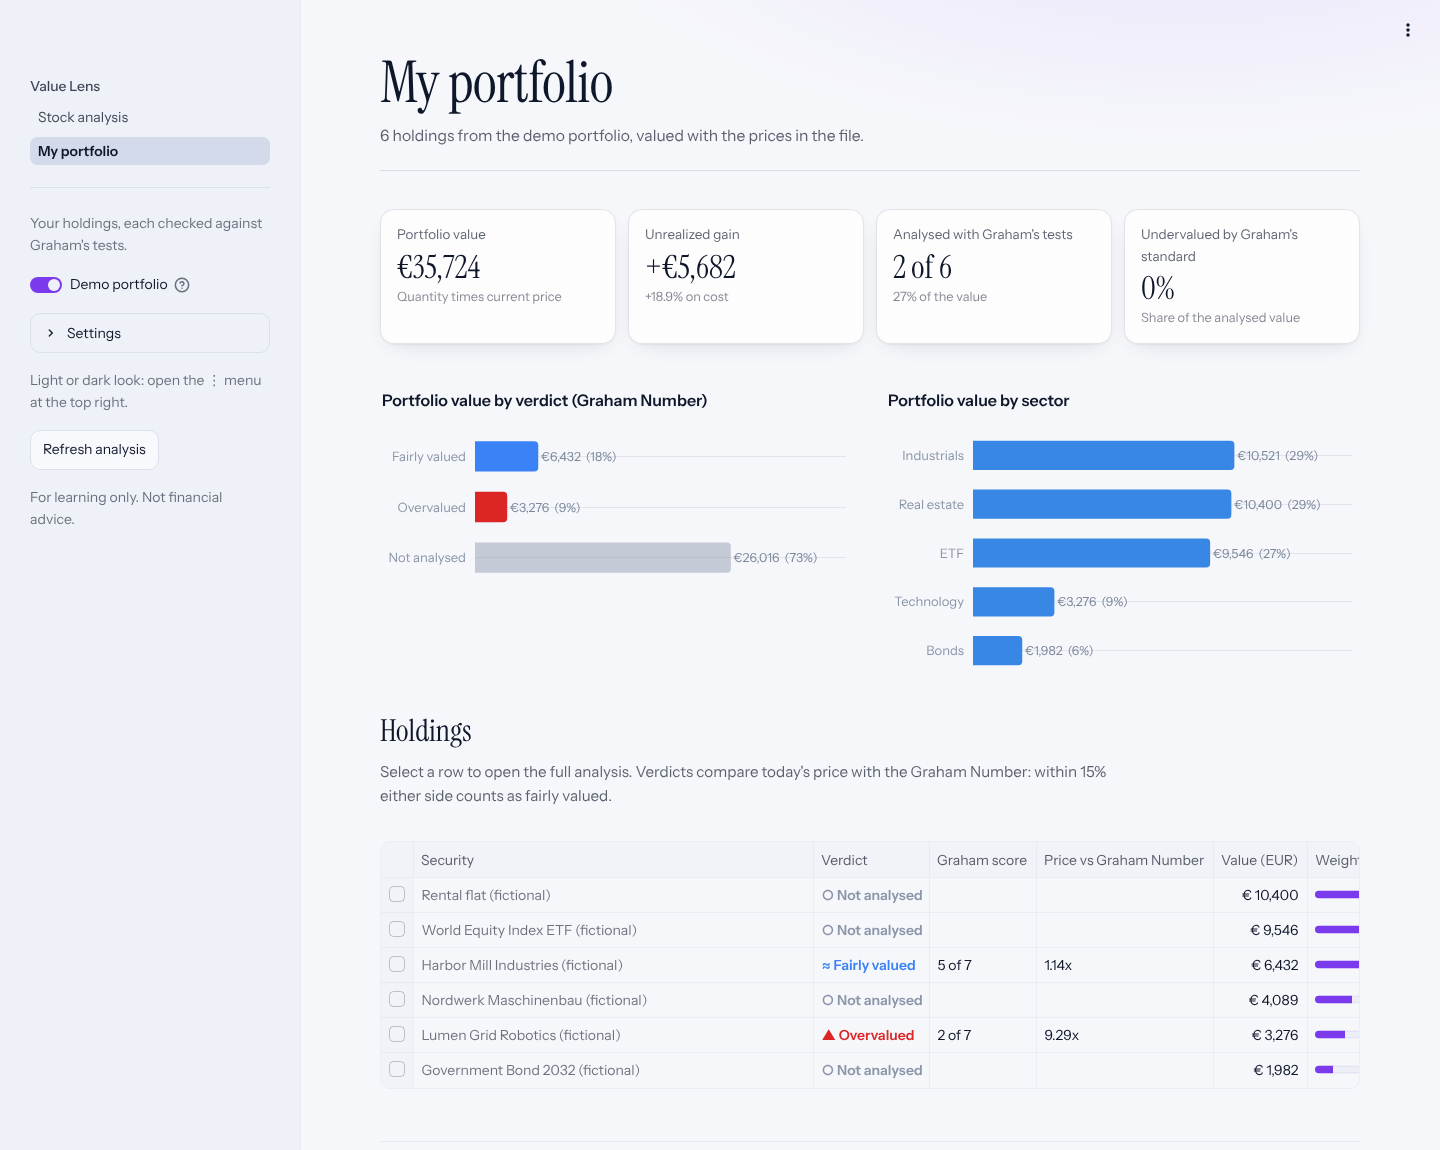 Value Lens
Stock analysis
My portfolio
Your holdings, each checked against
Graham's tests.
Demo portfolio
Settings
Light or dark look: open the ⋮ menu
at the top right.
Refresh analysis
For learning only. Not financial
advice.
My portfolio
6 holdings from the demo portfolio, valued with the prices in the file.
Portfolio value
€35,724
Quantity times current price
Unrealized gain
+€5,682
+18.9% on cost
Analysed with Graham's tests
2 of 6
27% of the value
Undervalued by Graham's
standard
0%
Share of the analysed value
Portfolio value by verdict (Graham Number)
Fairly valued €6,432 (18%)
Overvalued €3,276 (9%)
Not analysed €26,016 (73%)
Portfolio value by sector
Industrials €10,521 (29%)
Real estate €10,400 (29%)
ETF €9,546 (27%)
Technology €3,276 (9%)
Bonds €1,982 (6%)
Holdings
Select a row to open the full analysis. Verdicts compare today's price with the Graham Number: within 15%
either side counts as fairly valued.
Security Verdict Graham score Price vs Graham Number Value (EUR)
Rental flat (fictional) ○ Not analysed € 10,400
World Equity Index ETF (fictional) ○ Not analysed € 9,546
Harbor Mill Industries (fictional) ≈ Fairly valued 5 of 7 1.14x € 6,432
Nordwerk Maschinenbau (fictional) ○ Not analysed € 4,089
Lumen Grid Robotics (fictional) ▲ Overvalued 2 of 7 9.29x € 3,276
Government Bond 2032 (fictional) ○ Not analysed € 1,982